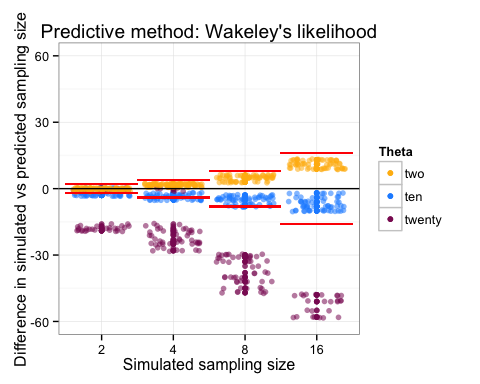 Predictive method: Wakeley's likelihood
Difference in simulated vs predicted sampling size
60
30
0
-30
-60
2 4 8 16
Simulated sampling size
Theta
two
ten
twenty